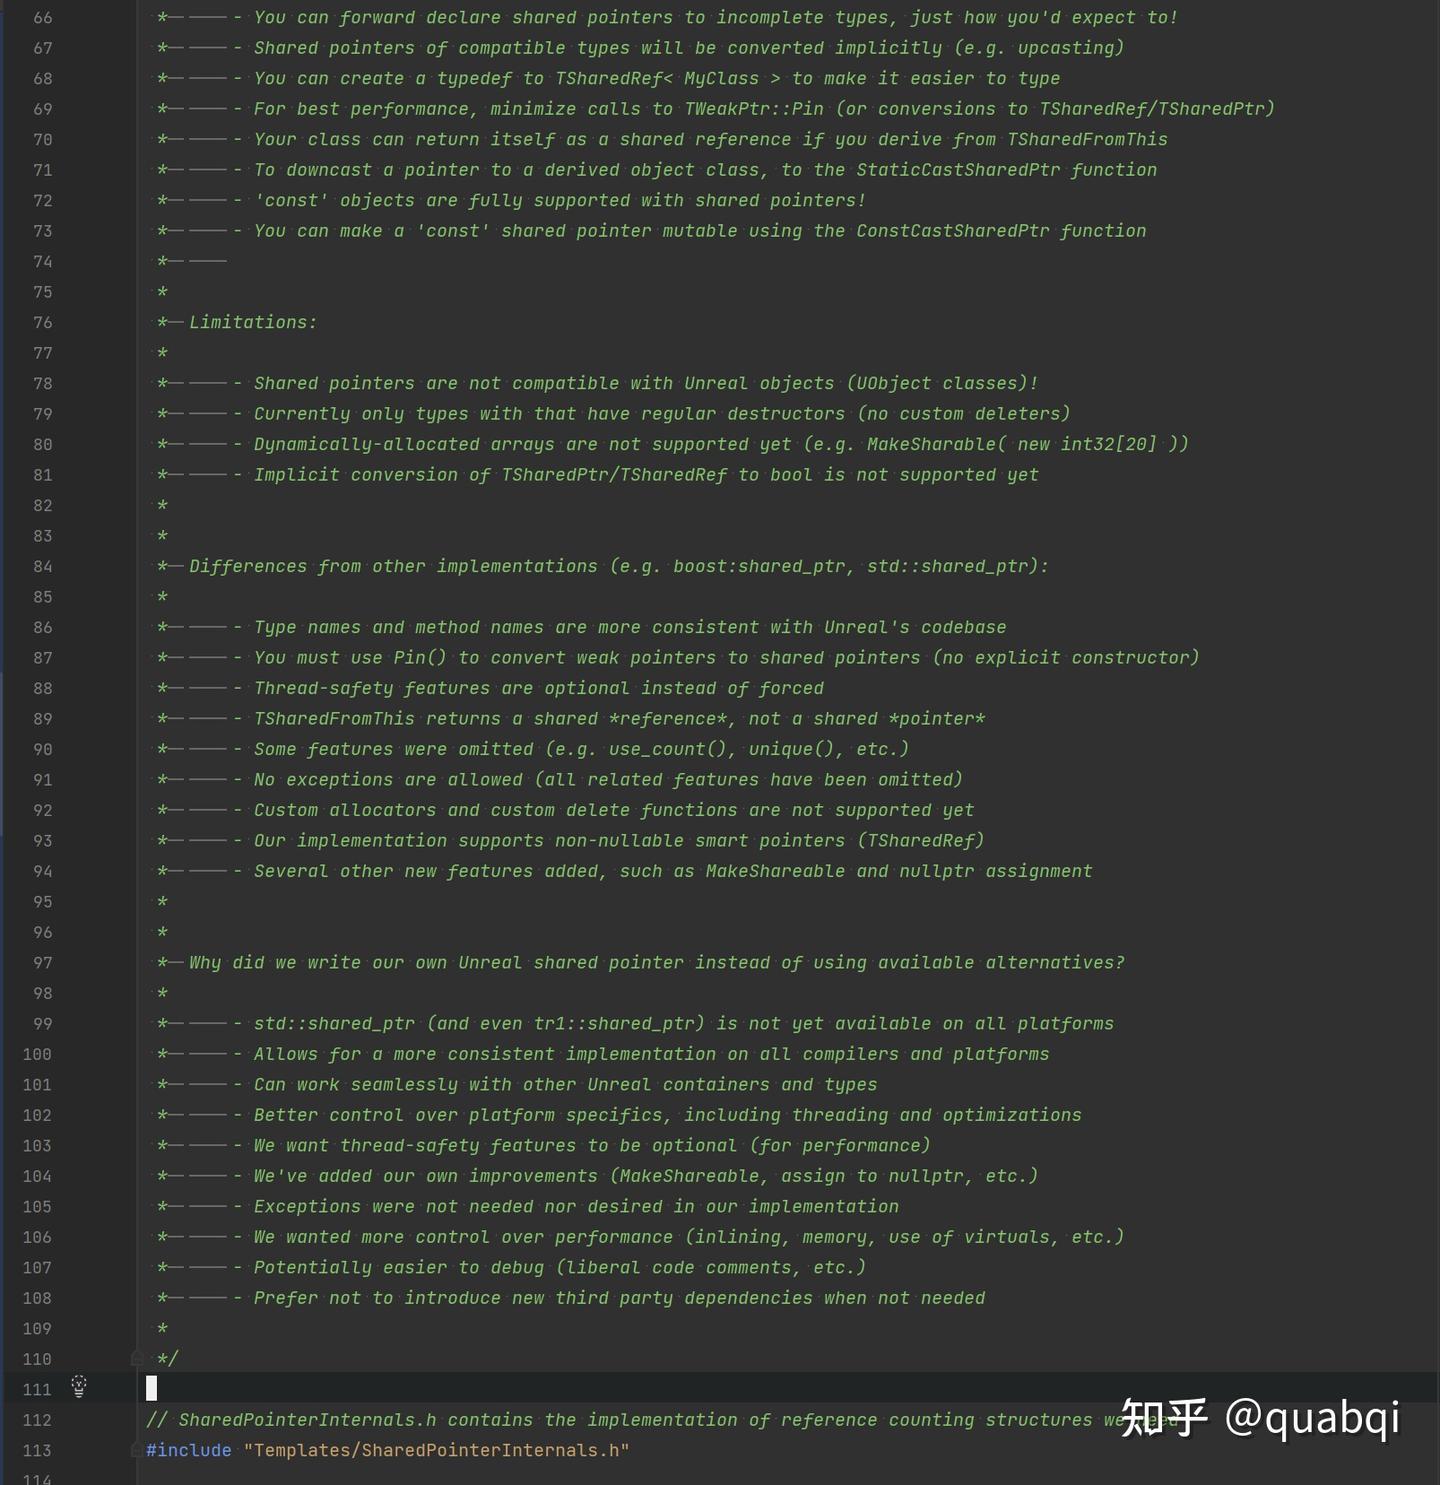 66 * - You can forward declare shared pointers to incomplete types, just how you'd expect to!
67 * - Shared pointers of compatible types will be converted implicitly (e.g. upcasting)
68 * - You can create a typedef to TSharedRef< MyClass > to make it easier to type
69 * - For best performance, minimize calls to TWeakPtr::Pin (or conversions to TSharedRef/TSharedPtr)
70 * - Your class can return itself as a shared reference if you derive from TSharedFromThis
71 * - To downcast a pointer to a derived object class, to the StaticCastSharedPtr function
72 * - 'const' objects are fully supported with shared pointers!
73 * - You can make a 'const' shared pointer mutable using the ConstCastSharedPtr function
74 *
75 *
76 * Limitations:
77 *
78 * - Shared pointers are not compatible with Unreal objects (UObject classes)!
79 * - Currently only types with that have regular destructors (no custom deleters)
80 * - Dynamically-allocated arrays are not supported yet (e.g. MakeSharable( new int32[20] ))
81 * - Implicit conversion of TSharedPtr/TSharedRef to bool is not supported yet
82 *
83 *
84 * Differences from other implementations (e.g. boost:shared_ptr, std::shared_ptr):
85 *
86 * - Type names and method names are more consistent with Unreal's codebase
87 * - You must use Pin() to convert weak pointers to shared pointers (no explicit constructor)
88 * - Thread-safety features are optional instead of forced
89 * - TSharedFromThis returns a shared *reference*, not a shared *pointer*
90 * - Some features were omitted (e.g. use_count(), unique(), etc.)
91 * - No exceptions are allowed (all related features have been omitted)
92 * - Custom allocators and custom delete functions are not supported yet
93 * - Our implementation supports non-nullable smart pointers (TSharedRef)
94 * - Several other new features added, such as MakeShareable and nullptr assignment
95 *
96 *
97 * Why did we write our own Unreal shared pointer instead of using available alternatives?
98 *
99 * - std::shared_ptr (and even tr1::shared_ptr) is not yet available on all platforms
100 * - Allows for a more consistent implementation on all compilers and platforms
101 * - Can work seamlessly with other Unreal containers and types
102 * - Better control over platform specifics, including threading and optimizations
103 * - We want thread-safety features to be optional (for performance)
104 * - We've added our own improvements (MakeShareable, assign to nullptr, etc.)
105 * - Exceptions were not needed nor desired in our implementation
106 * - We wanted more control over performance (inlining, memory, use of virtuals, etc.)
107 * - Potentially easier to debug (liberal code comments, etc.)
108 * - Prefer not to introduce new third party dependencies when not needed
109 *
110 */
111
112 // SharedPointerInternals.h contains the implementation of reference counting structures we need
113 #include "Templates/SharedPointerInternals.h"
114
知乎 @quabqi